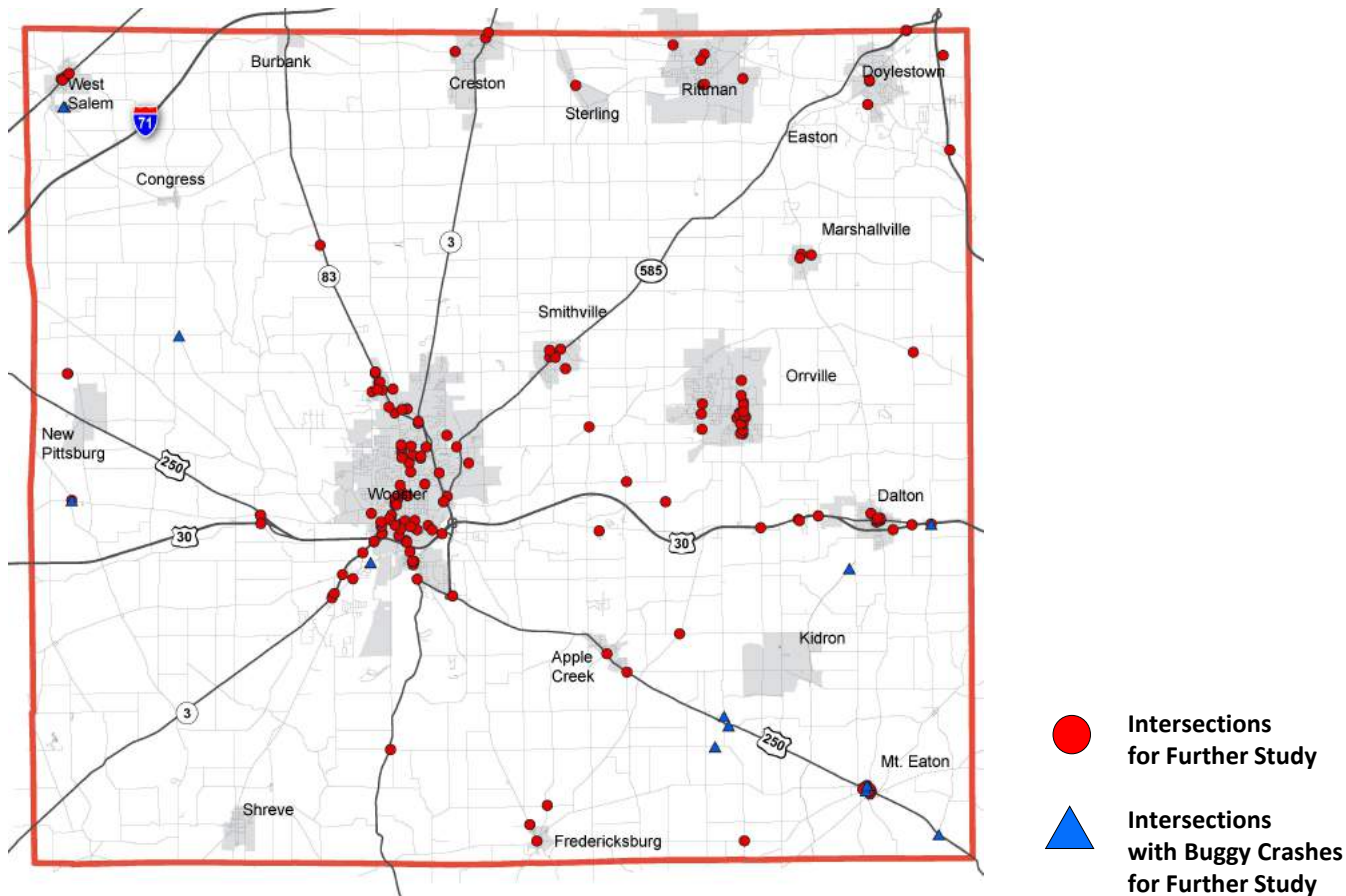 Burbank
West
Salem
Creston
Sterling
Rittman
Doylestown
71
Easton
Congress
Marshallville
3
83
585
Smithville
Orrville
New
Pittsburg
250
Wooster
Dalton
30
30
Kidron
Apple
Creek
3
250
Mt. Eaton
Shreve
Fredericksburg
Intersections
for Further Study
Intersections
with Buggy Crashes
for Further Study